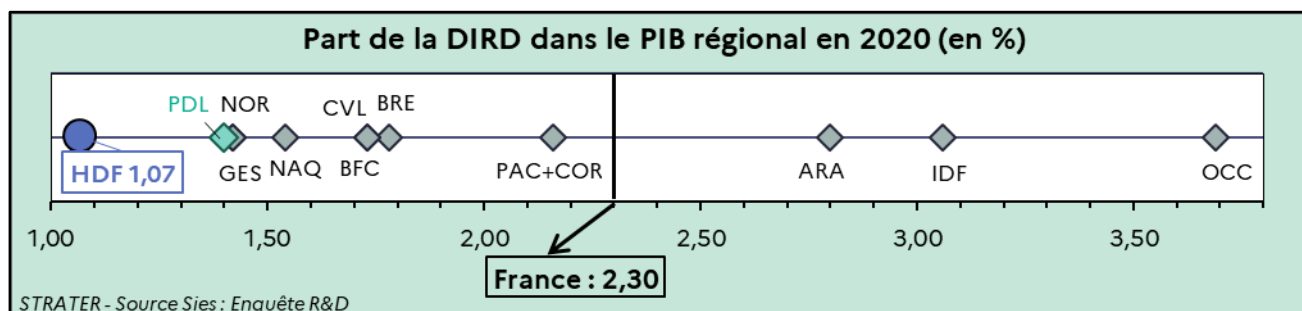 Part de la DIRD dans le PIB régional en 2020 (en %)
PDL NOR CVL BRE
HDF 1,07 GES NAQ BFC PAC+COR ARA IDF OCC
1,00 1,50 2,00 2,50 3,00 3,50
France : 2,30
STRATER - Source Sies : Enquête R&D